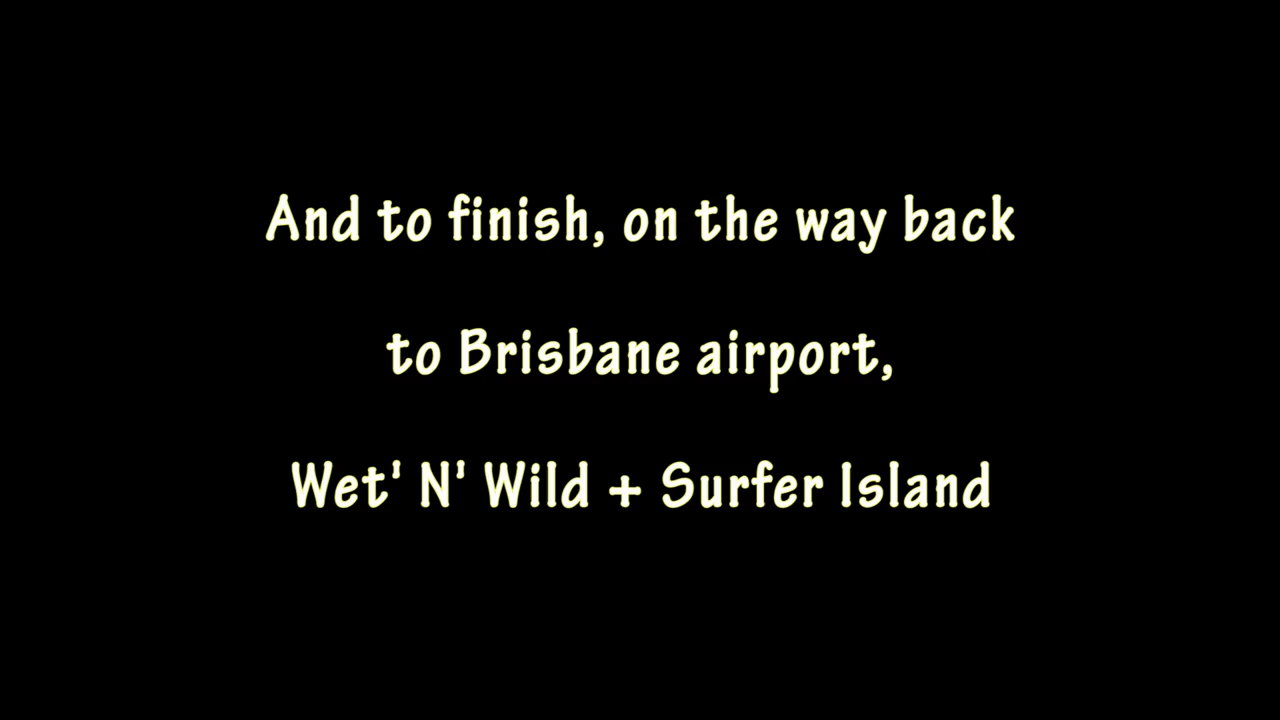 And to finish, on the way back
to Brisbane airport,
Wet' N' Wild + Surfer Island